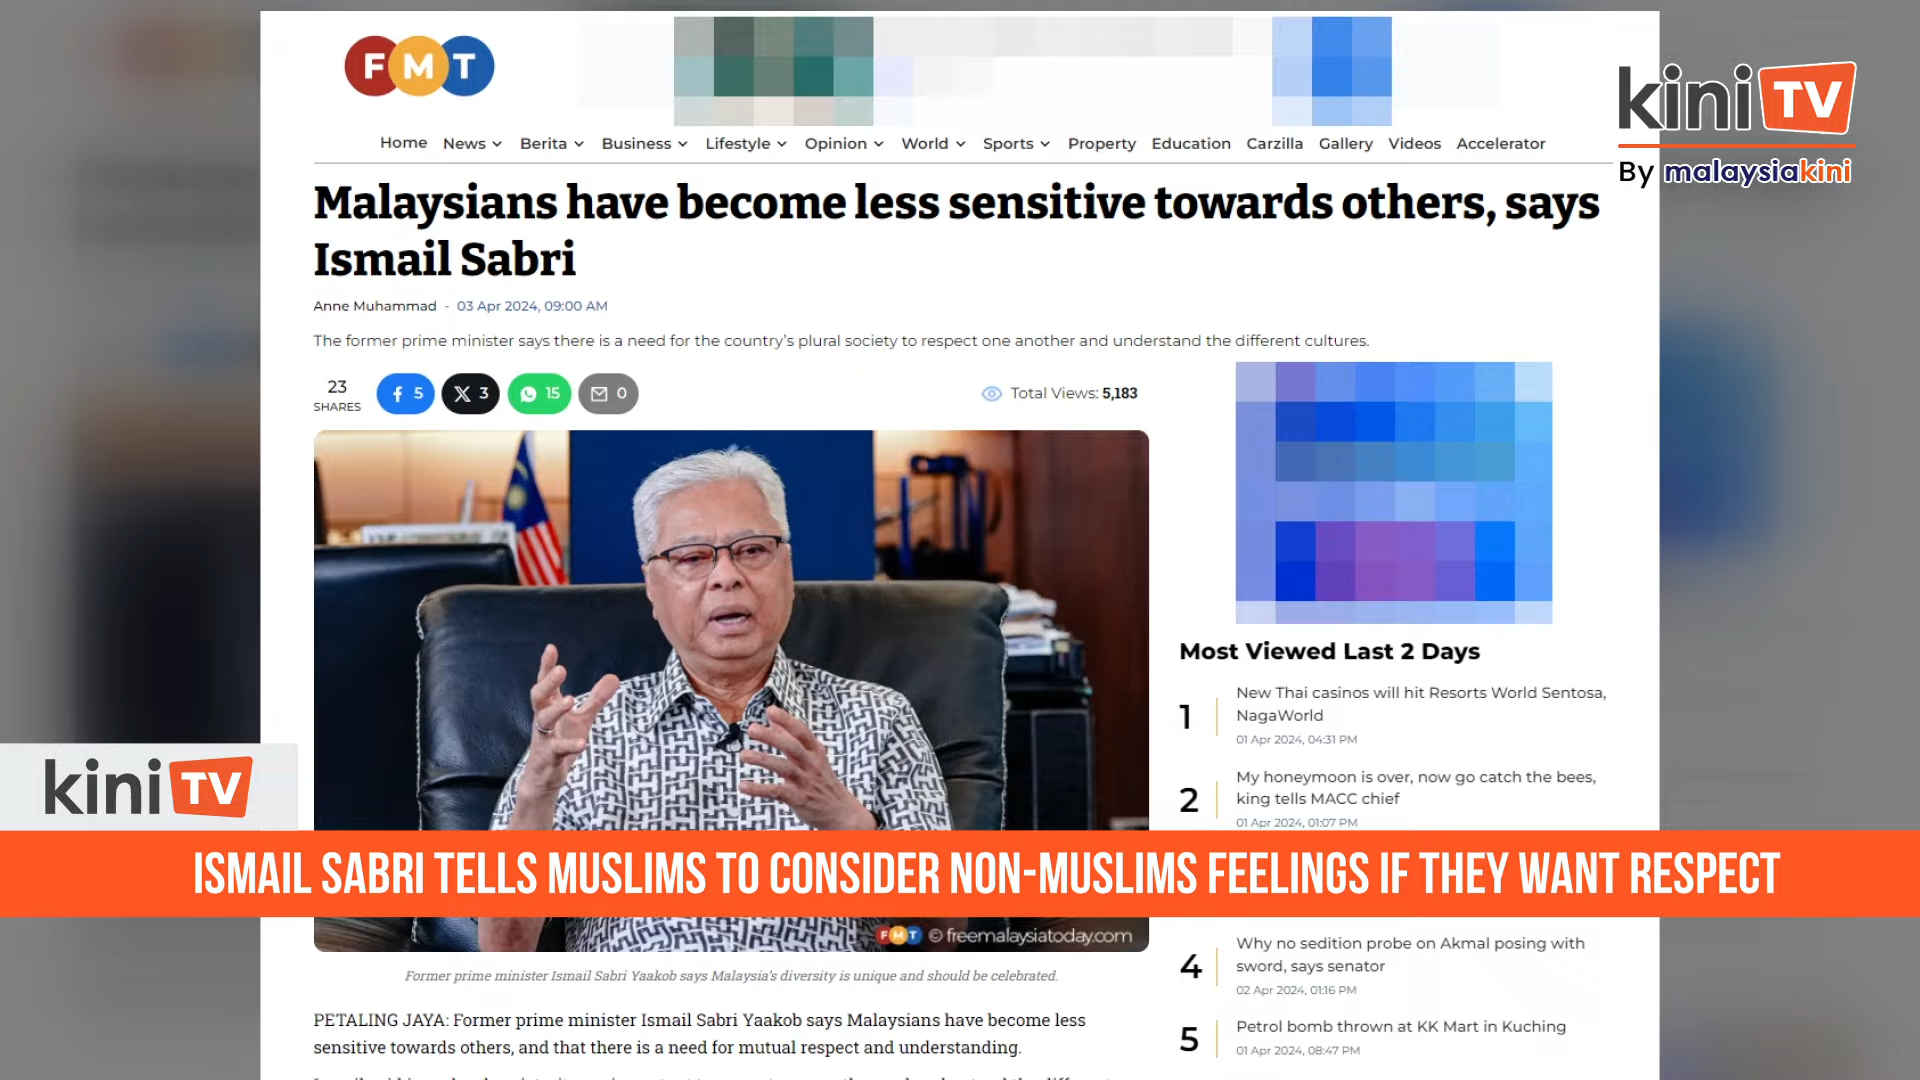 FMT
kini TV
By malaysiakini
Home News Berita Business Lifestyle Opinion World Sports Property Education Carzilla Gallery Videos Accelerator
Malaysians have become less sensitive towards others, says
Ismail Sabri
Anne Muhammad - 03 Apr 2024, 09:00 AM
The former prime minister says there is a need for the country's plural society to respect one another and understand the different cultures.
23
SHARES
5
3
15
0
Total Views: 5,183
Most Viewed Last 2 Days
1
New Thai casinos will hit Resorts World Sentosa,
NagaWorld
01 Apr 2024, 04:31 PM
2
My honeymoon is over, now go catch the bees,
king tells MACC chief
01 Apr 2024, 01:07 PM
kini TV
ISMAIL SABRI TELLS MUSLIMS TO CONSIDER NON-MUSLIMS FEELINGS IF THEY WANT RESPECT
FMT © freemalaysiatoday.com
4
Why no sedition probe on Akmal posing with
sword, says senator
02 Apr 2024, 01:16 PM
5
Petrol bomb thrown at KK Mart in Kuching
01 Apr 2024, 08:47 PM
Former prime minister Ismail Sabri Yaakob says Malaysia's diversity is unique and should be celebrated.
PETALING JAYA: Former prime minister Ismail Sabri Yaakob says Malaysians have become less
sensitive towards others, and that there is a need for mutual respect and understanding.